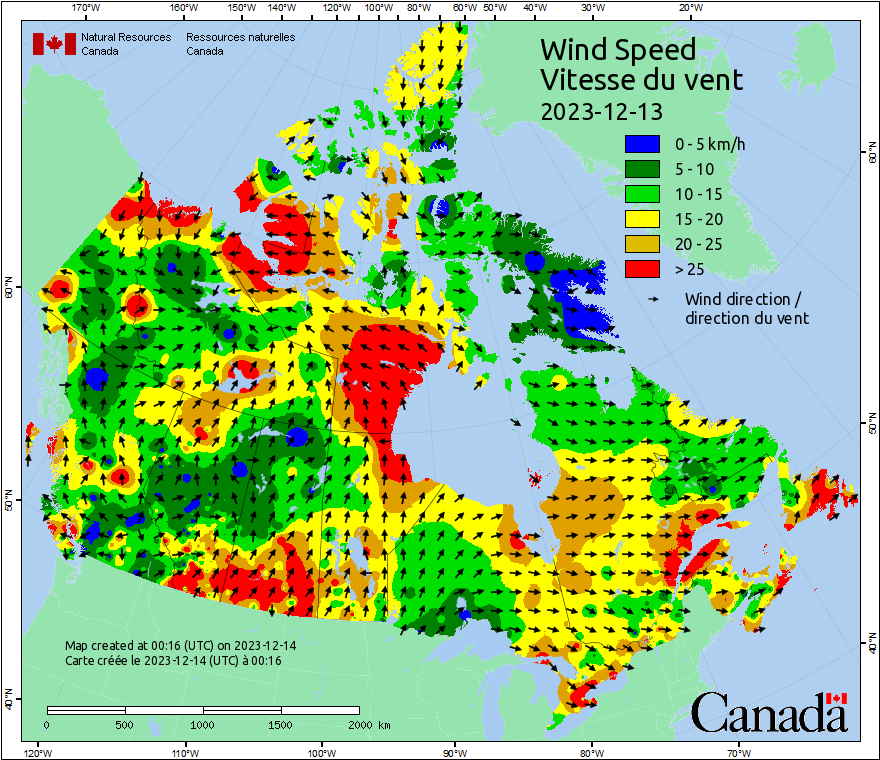 170°W 160°W 150°W 140°W 130°W 120°W 110°W 100°W 90°W 80°W 70°W 60°W 50°W 40°W 30°W 20°W
Natural Resources Ressources naturelles
Canada Canada
Wind Speed
Vitesse du vent
2023-12-13
0 - 5 km/h
5 - 10
10 - 15
15 - 20
20 - 25
> 25
Wind direction /
direction du vent
60°N
60°N
50°N
50°N
40°N
40°N
Map created at 00:16 (UTC) on 2023-12-14
Carte créée le 2023-12-14 (UTC) à 00:16
0 500 1000 1500 2000 km
Canada
120°W 110°W 100°W 90°W 80°W 70°W